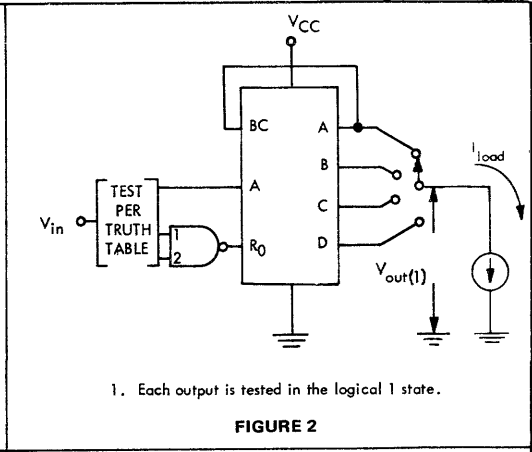 VCC
BC
A
B
C
D
A
R0
TEST
PER
TRUTH
TABLE
1
2
Vin
iload
Vout(1)
1. Each output is tested in the logical 1 state.
FIGURE 2